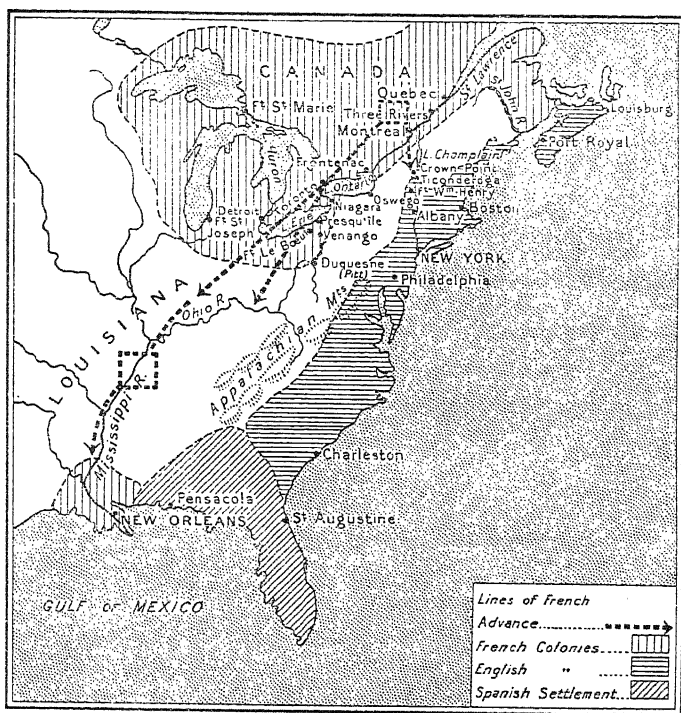 CANADA
Quebec
St Lawrence
St John R.
Louisburg
Ft St Marie
Three Rivers
Montreal
Port Royal
Huron
Frontenac
L. Champlain
Crown Point
Ticonderoga
Ft Wm Henry
L. Ontario
Oswego
Niagara
Albany
Boston
Detroit
Ft St
Joseph
Erie
Presqu'ile
Ft Le Boeuf
Venango
NEW YORK
Duquesne
(Pitt)
Philadelphia
LOUISIANA
Ohio R.
Apparachian Mts
Mississippi R.
Charleston
Pensacola
NEW ORLEANS
St Augustine
GULF OF MEXICO
Lines of French
Advance
French Colonies
English "
Spanish Settlement